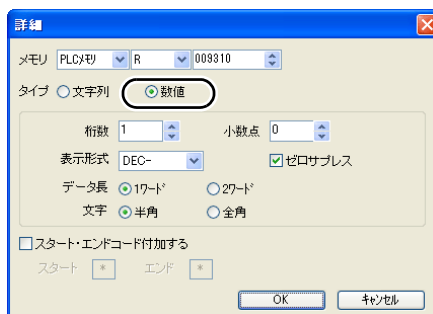 詳細
メモリ PLCメモリ R 009310
タイプ 文字列 数値
桁数 1 小数点 0
表示形式 DEC- ゼロサプレス
データ長 1ワード 2ワード
文字 半角 全角
スタート・エンドコード付加する
スタート * エンド *
OK キャンセル